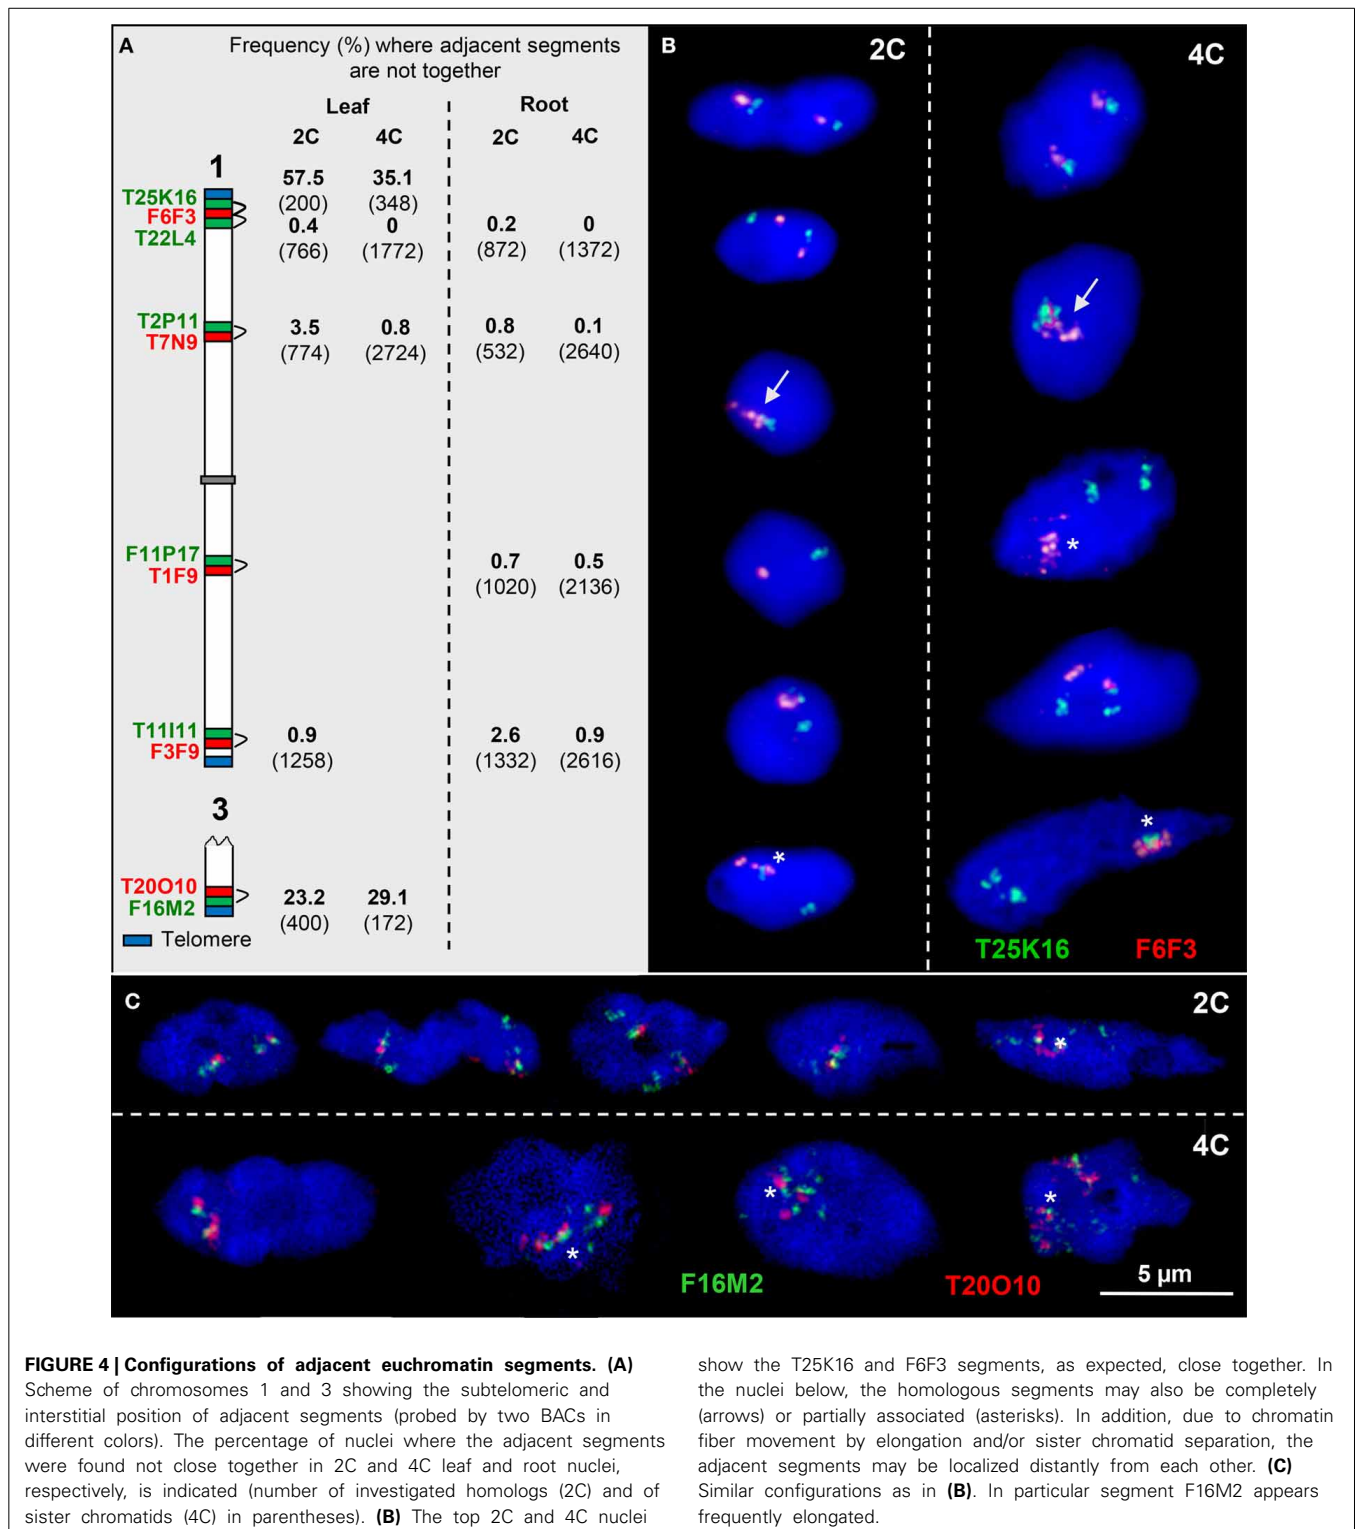 A
Frequency (%) where adjacent segments
are not together
Leaf
Root
2C 4C 2C 4C
1
57.5 35.1
T25K16
(200) (348)
F6F3
0.4 0 0.2 0
T22L4
(766) (1772) (872) (1372)
T2P11
3.5 0.8 0.8 0.1
T7N9
(774) (2724) (532) (2640)
F11P17
0.7 0.5
T1F9
(1020) (2136)
T11I11
0.9 2.6 0.9
F3F9
(1258) (1332) (2616)
3
T20O10
23.2 29.1
F16M2
(400) (172)
Telomere
B
2C
4C
*
*
*
T25K16 F6F3
C
2C
*
4C
*
*
*
F16M2 T20O10
5 µm
FIGURE 4 | Configurations of adjacent euchromatin segments. (A)
Scheme of chromosomes 1 and 3 showing the subtelomeric and
interstitial position of adjacent segments (probed by two BACs in
different colors). The percentage of nuclei where the adjacent segments
were found not close together in 2C and 4C leaf and root nuclei,
respectively, is indicated (number of investigated homologs (2C) and of
sister chromatids (4C) in parentheses). (B) The top 2C and 4C nuclei
show the T25K16 and F6F3 segments, as expected, close together. In
the nuclei below, the homologous segments may also be completely
(arrows) or partially associated (asterisks). In addition, due to chromatin
fiber movement by elongation and/or sister chromatid separation, the
adjacent segments may be localized distantly from each other. (C)
Similar configurations as in (B). In particular segment F16M2 appears
frequently elongated.